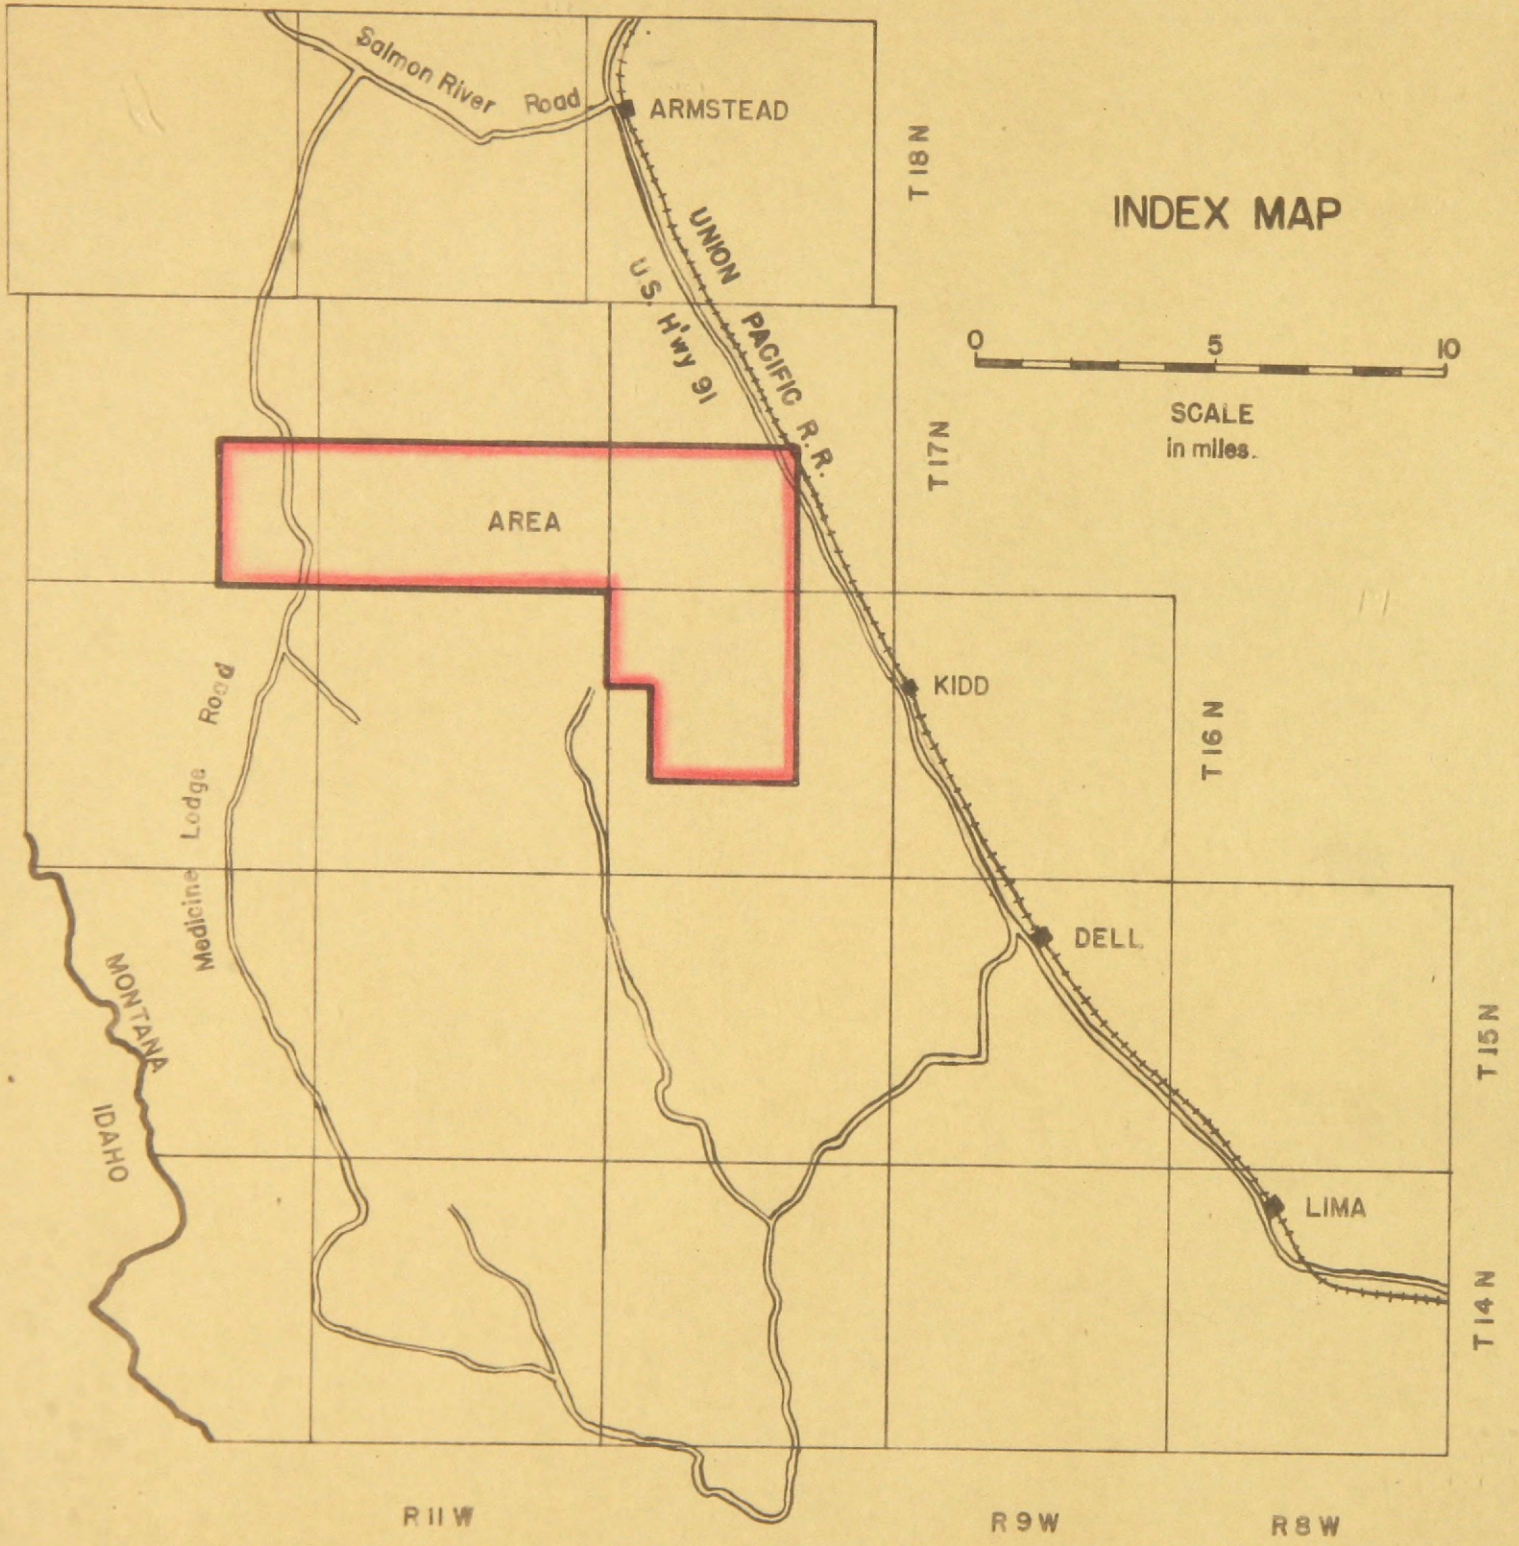 Salmon River Road
ARMSTEAD
T 18 N
INDEX MAP
UNION PACIFIC R.R.
U.S. H'wy 91
0 5 10
SCALE
in miles.
T 17 N
AREA
KIDD
T 16 N
Medicine Lodge Road
DELL
MONTANA
IDAHO
T 15 N
LIMA
T 14 N
R 11 W
R 9 W
R 8 W